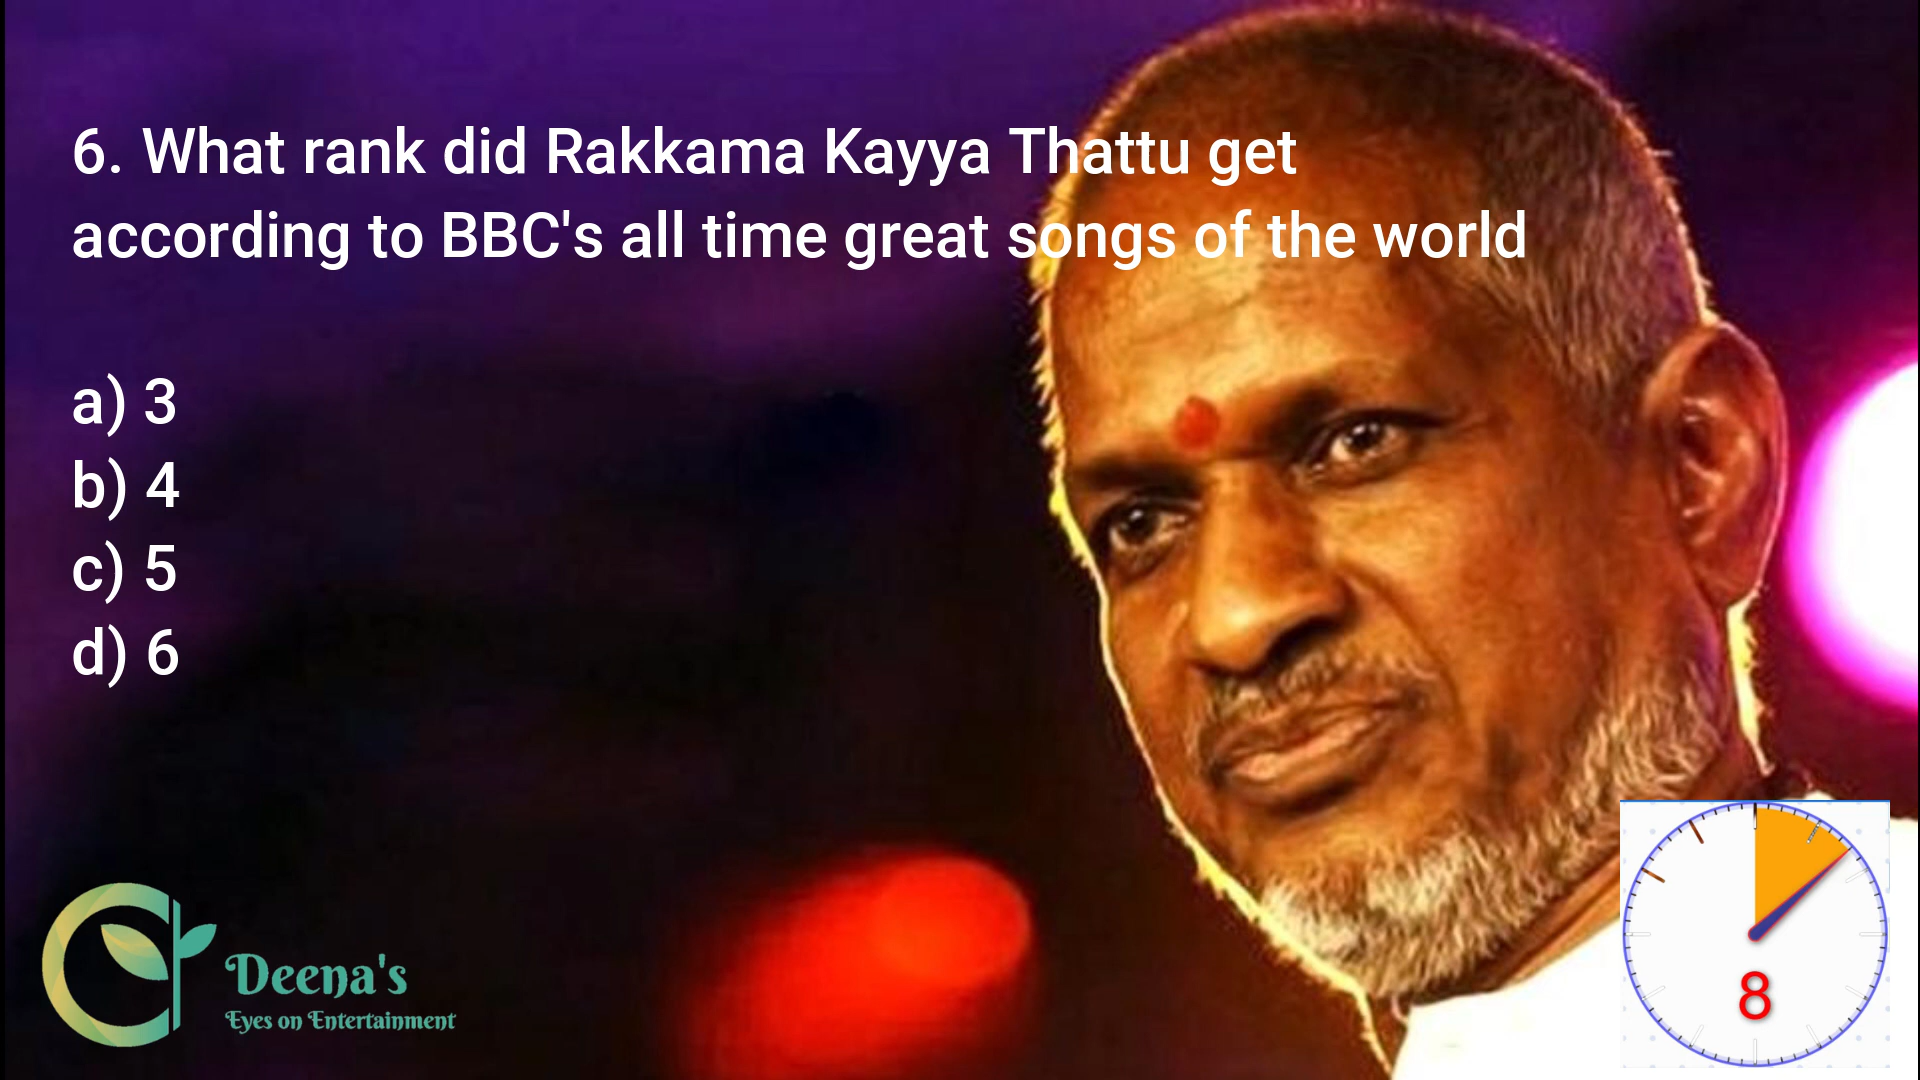 6. What rank did Rakkama Kayya Thattu get
according to BBC's all time great songs of the world
a) 3
b) 4
c) 5
d) 6
Deena's
Eyes on Entertainment
8